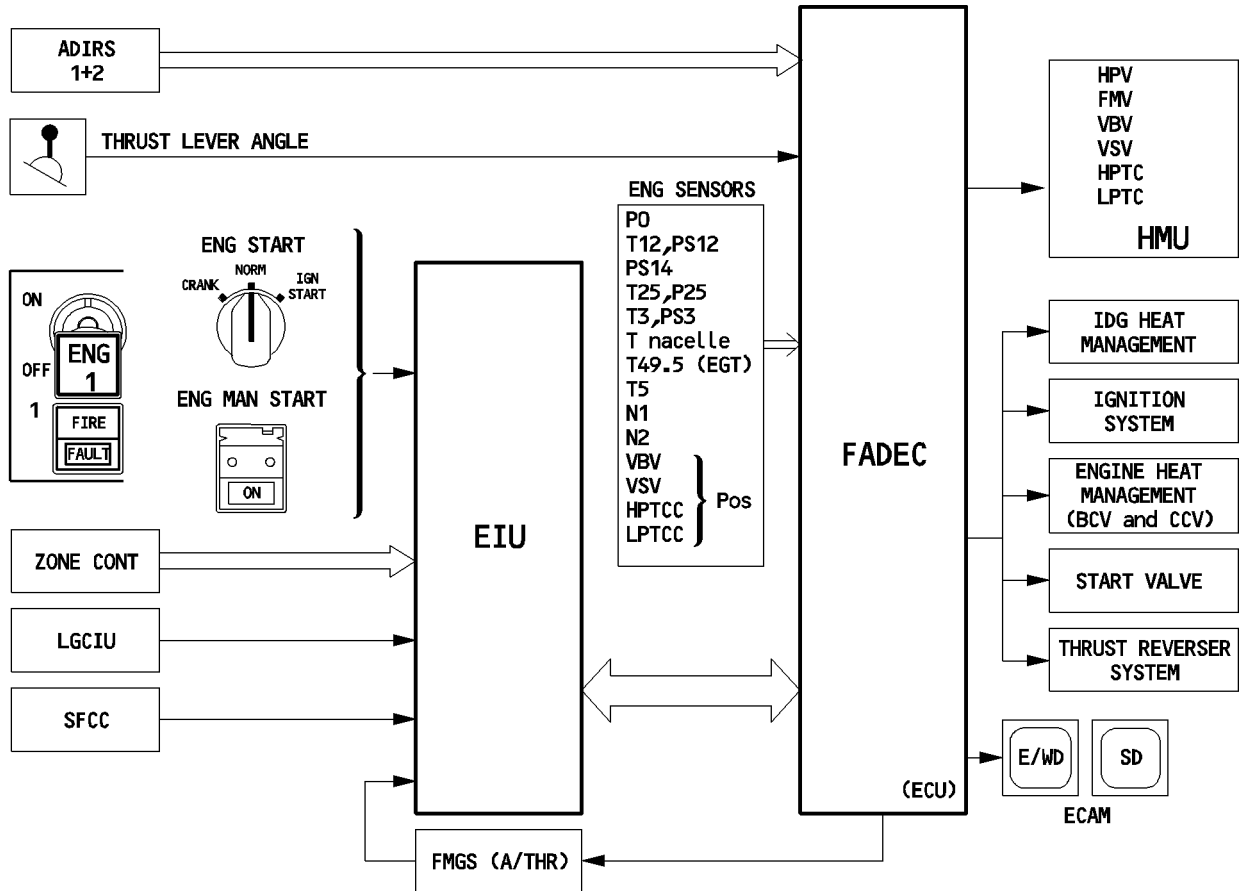 ADIRS
1+2
THRUST LEVER ANGLE
ENG START
CRANK
NORM
IGN
START
ON
OFF
1
ENG
1
FIRE
FAULT
ENG MAN START
ON
ZONE CONT
LGCIU
SFCC
EIU
FMGS (A/THR)
ENG SENSORS
P0
T12,PS12
PS14
T25,P25
T3,PS3
T nacelle
T49.5 (EGT)
T5
N1
N2
VBV
VSV
HPTCC
LPTCC
Pos
FADEC
(ECU)
HPV
FMV
VBV
VSV
HPTC
LPTC
HMU
IDG HEAT
MANAGEMENT
IGNITION
SYSTEM
ENGINE HEAT
MANAGEMENT
(BCV and CCV)
START VALVE
THRUST REVERSER
SYSTEM
E/WD
SD
ECAM